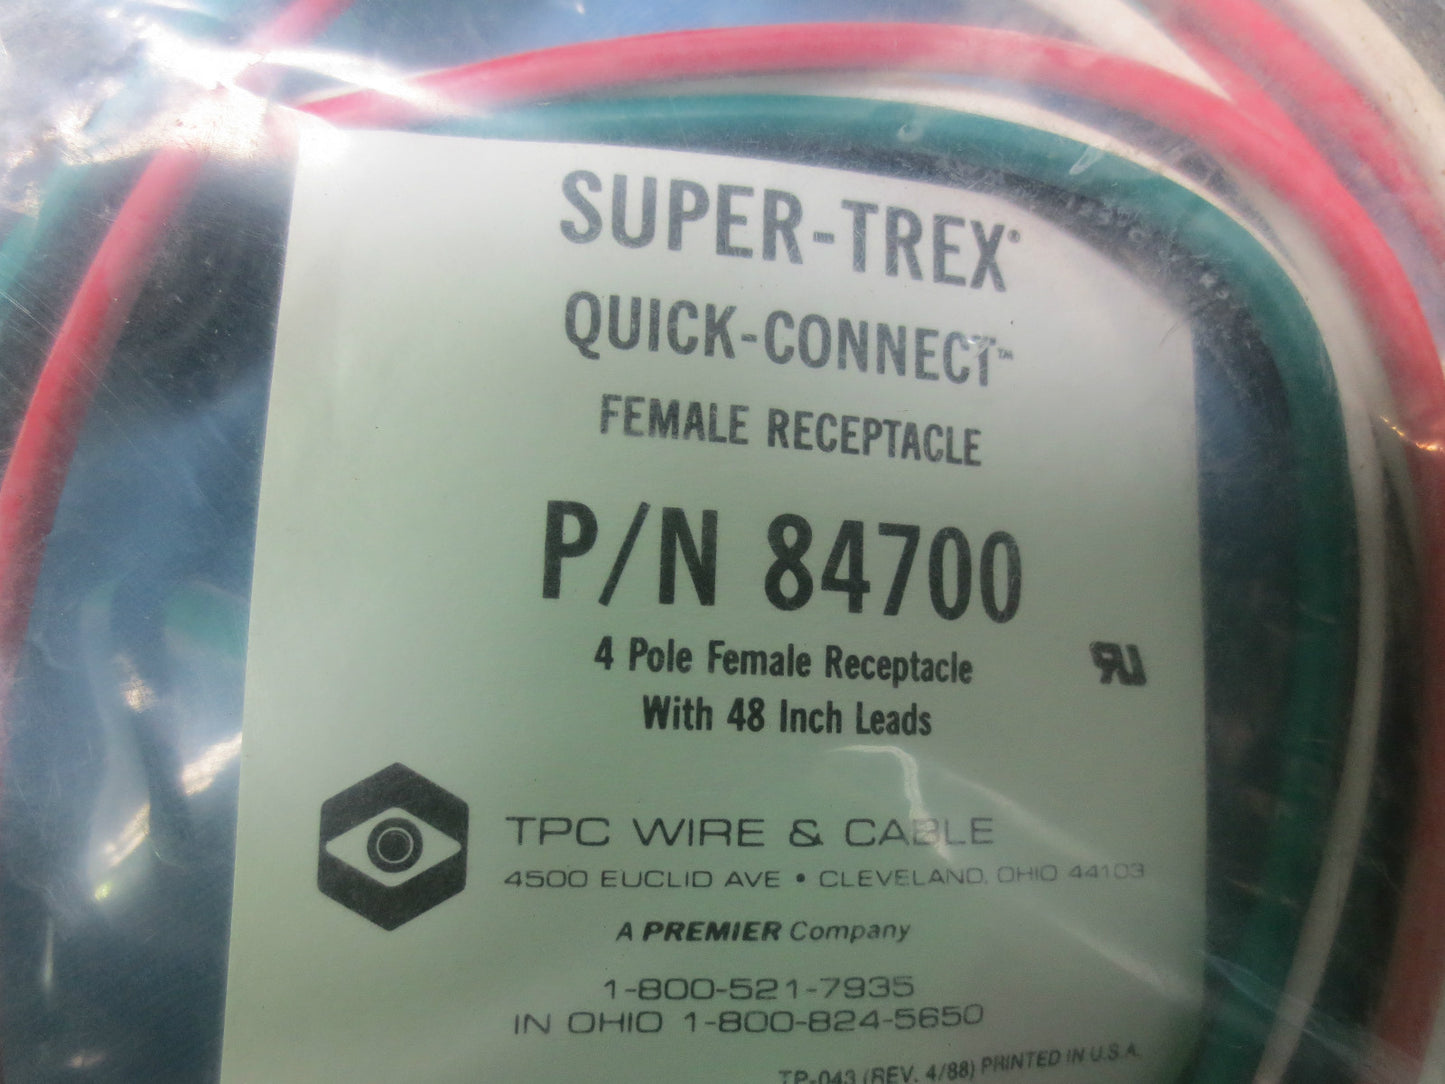 SUPER-TREX®
QUICK-CONNECT™
FEMALE RECEPTACLE
P/N 84700
4 Pole Female Receptacle
With 48 Inch Leads
TPC WIRE & CABLE
4500 EUCLID AVE • CLEVELAND, OHIO 44103
A PREMIER Company
1-800-521-7935
IN OHIO 1-800-824-5650
TP-043 (REV. 4/88) PRINTED IN U.S.A.